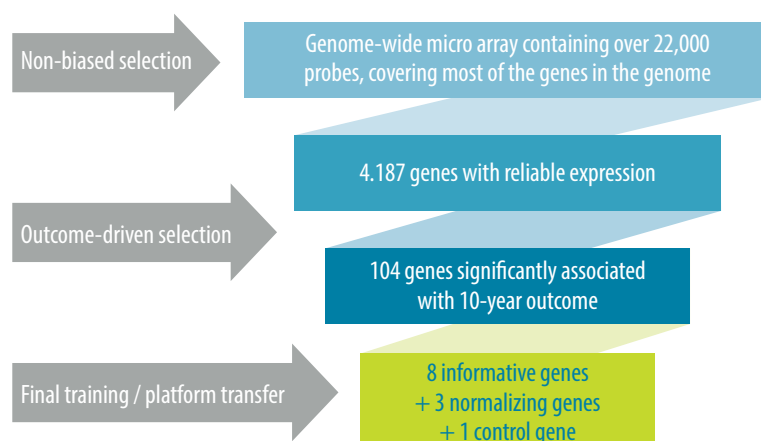 Non-biased selection
Genome-wide micro array containing over 22,000
probes, covering most of the genes in the genome
4.187 genes with reliable expression
Outcome-driven selection
104 genes significantly associated
with 10-year outcome
Final training / platform transfer
8 informative genes
+ 3 normalizing genes
+ 1 control gene